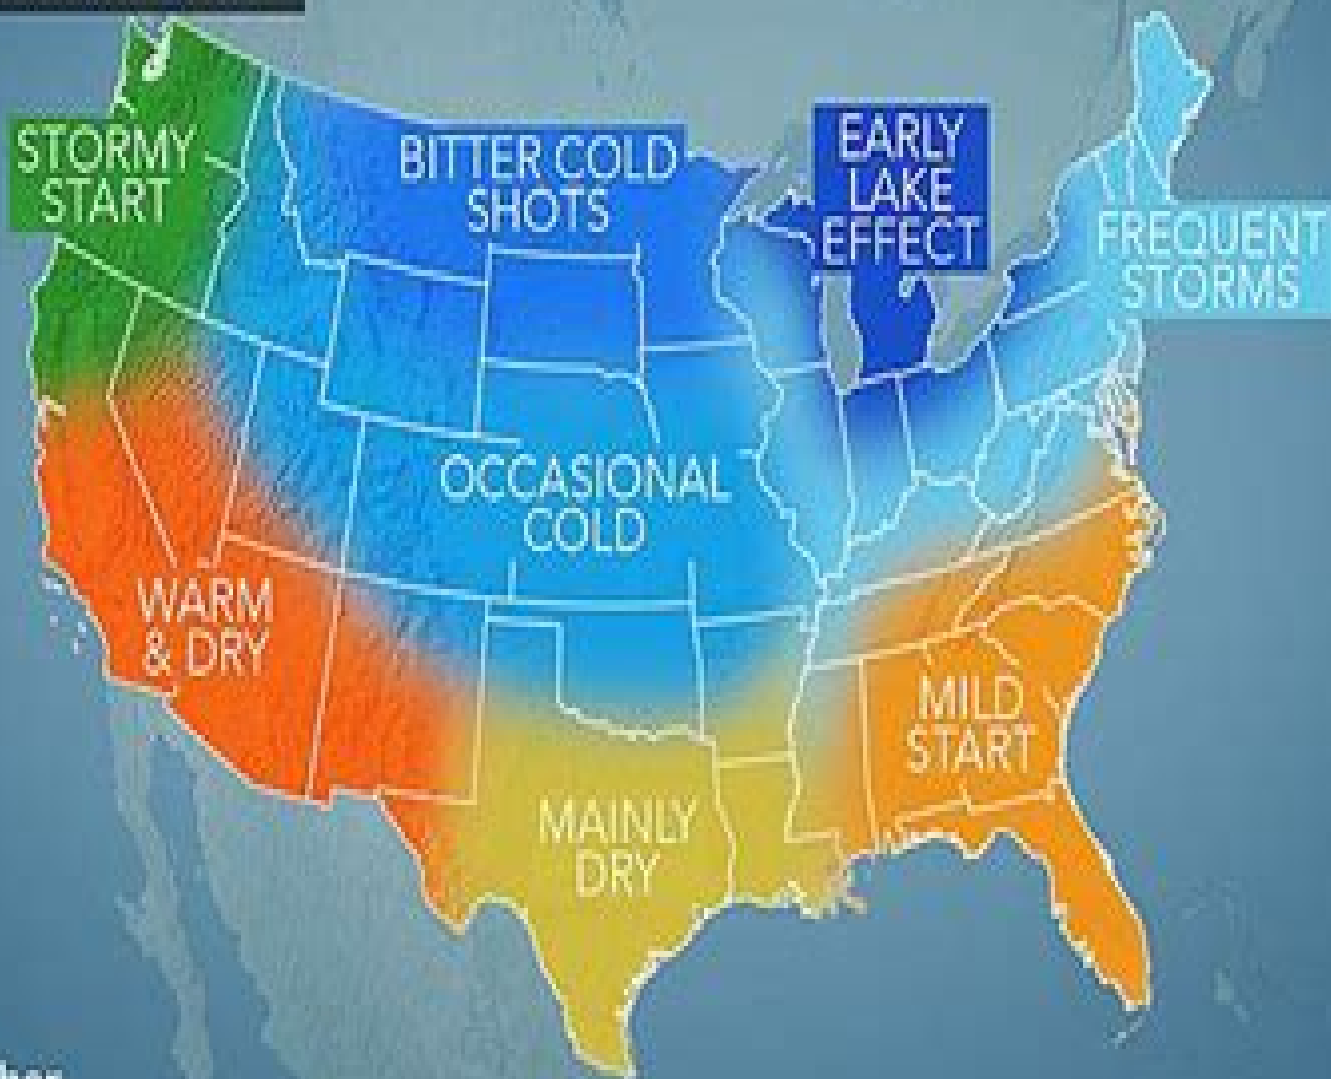 STORMY
START
BITTER COLD
SHOTS
EARLY
LAKE
EFFECT
FREQUENT
STORMS
OCCASIONAL
COLD
WARM
& DRY
MILD
START
MAINLY
DRY